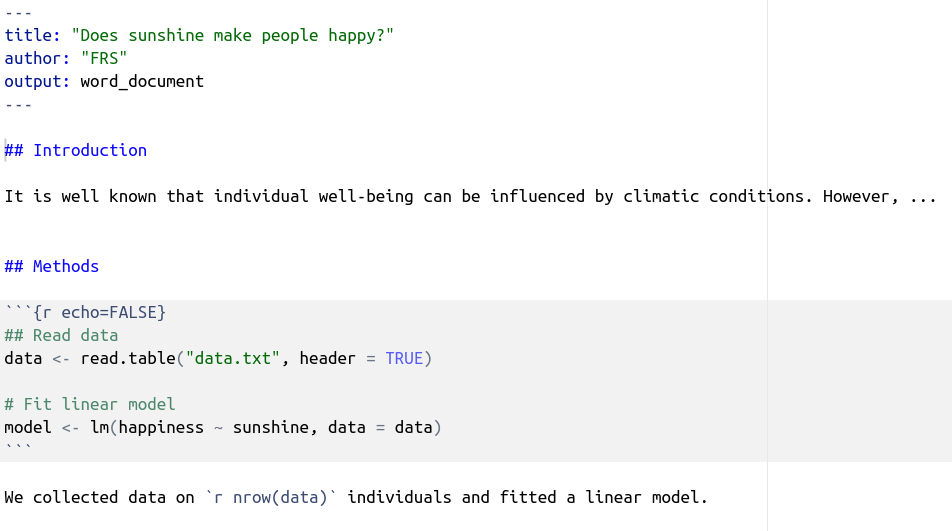 ---
title: "Does sunshine make people happy?"
author: "FRS"
output: word_document
---
## Introduction
It is well known that individual well-being can be influenced by climatic conditions. However, ...
## Methods
```{r echo=FALSE}
## Read data
data <- read.table("data.txt", header = TRUE)
# Fit linear model
model <- lm(happiness ~ sunshine, data = data)
```
We collected data on `r nrow(data)` individuals and fitted a linear model.